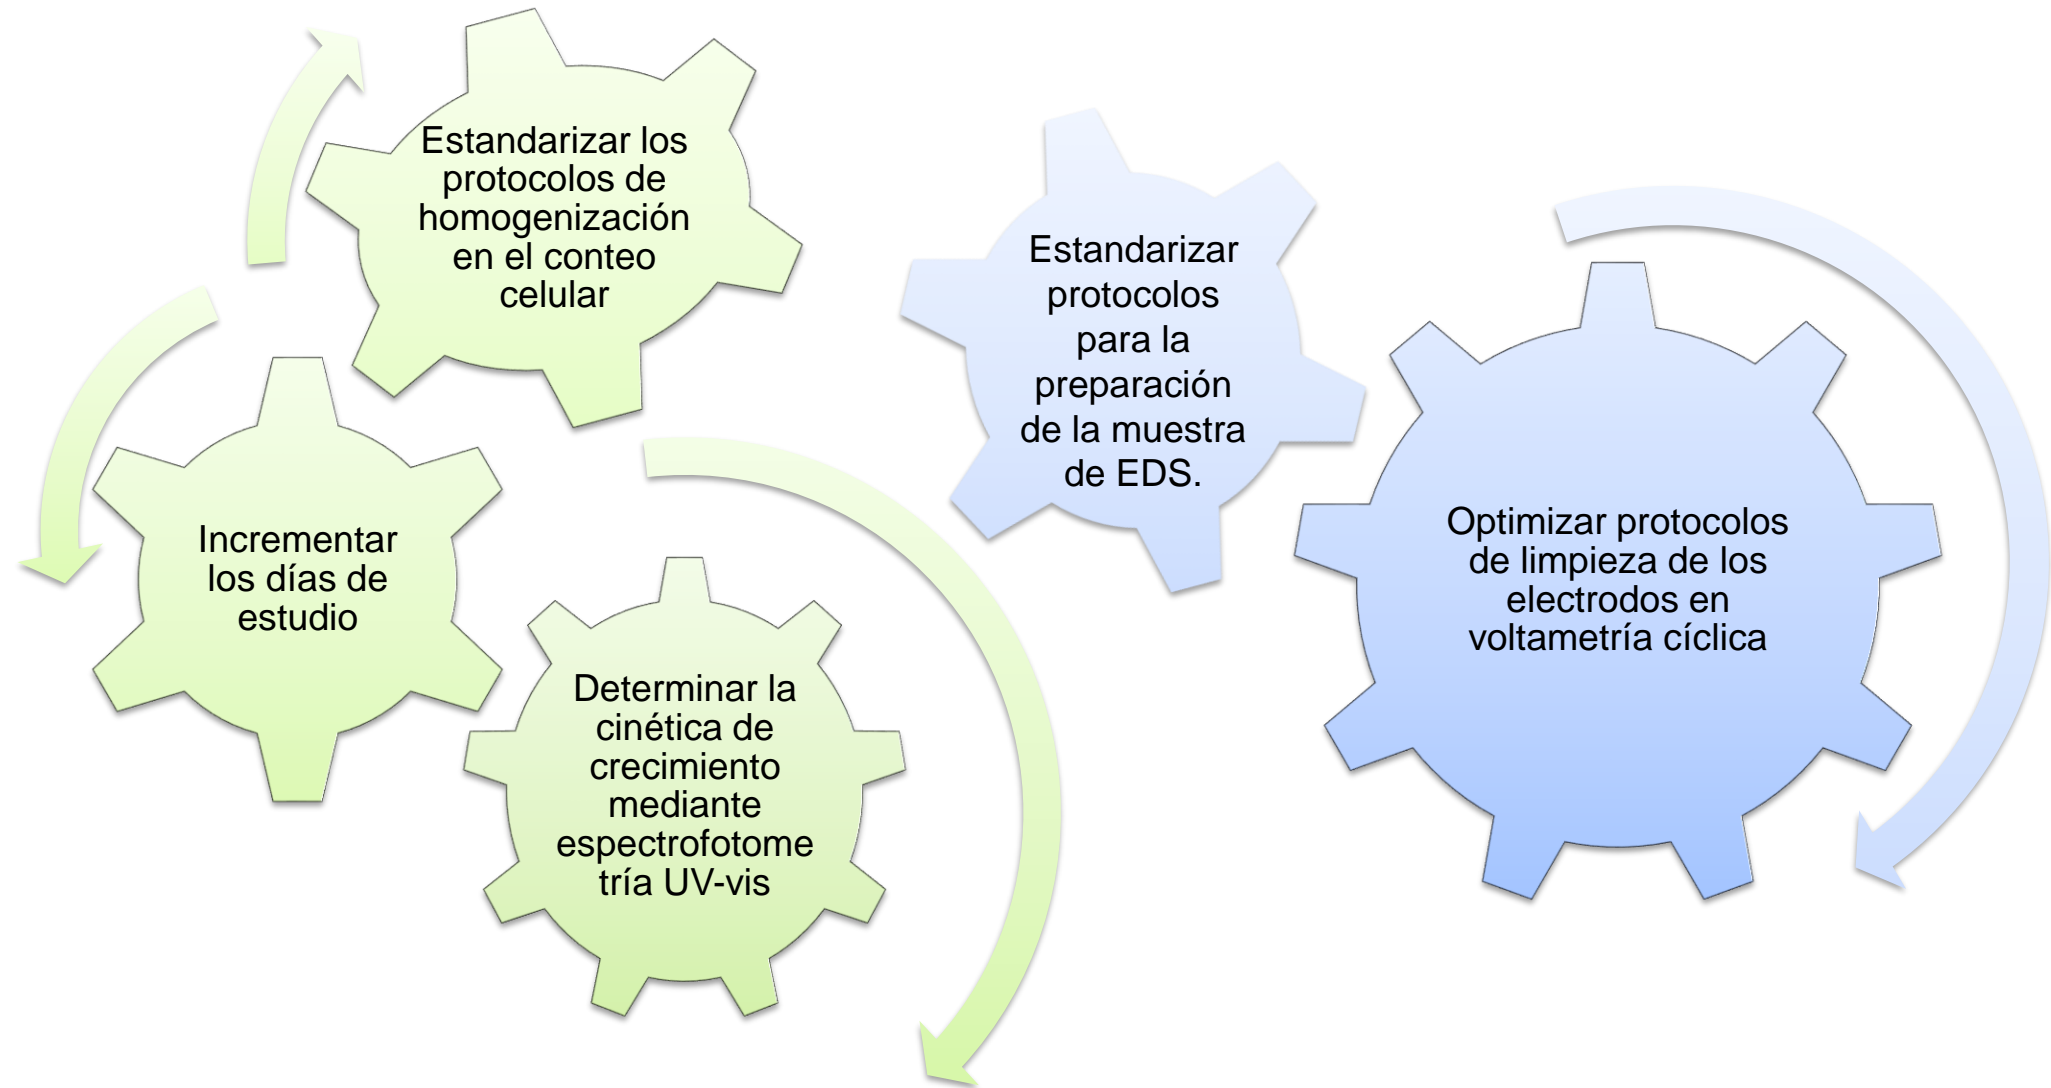 Estandarizar los
protocolos de
homogenización
en el conteo
celular
Incrementar
los días de
estudio
Determinar la
cinética de
crecimiento
mediante
espectrofotome
tría UV-vis
Estandarizar
protocolos
para la
preparación
de la muestra
de EDS.
Optimizar protocolos
de limpieza de los
electrodos en
voltametría cíclica